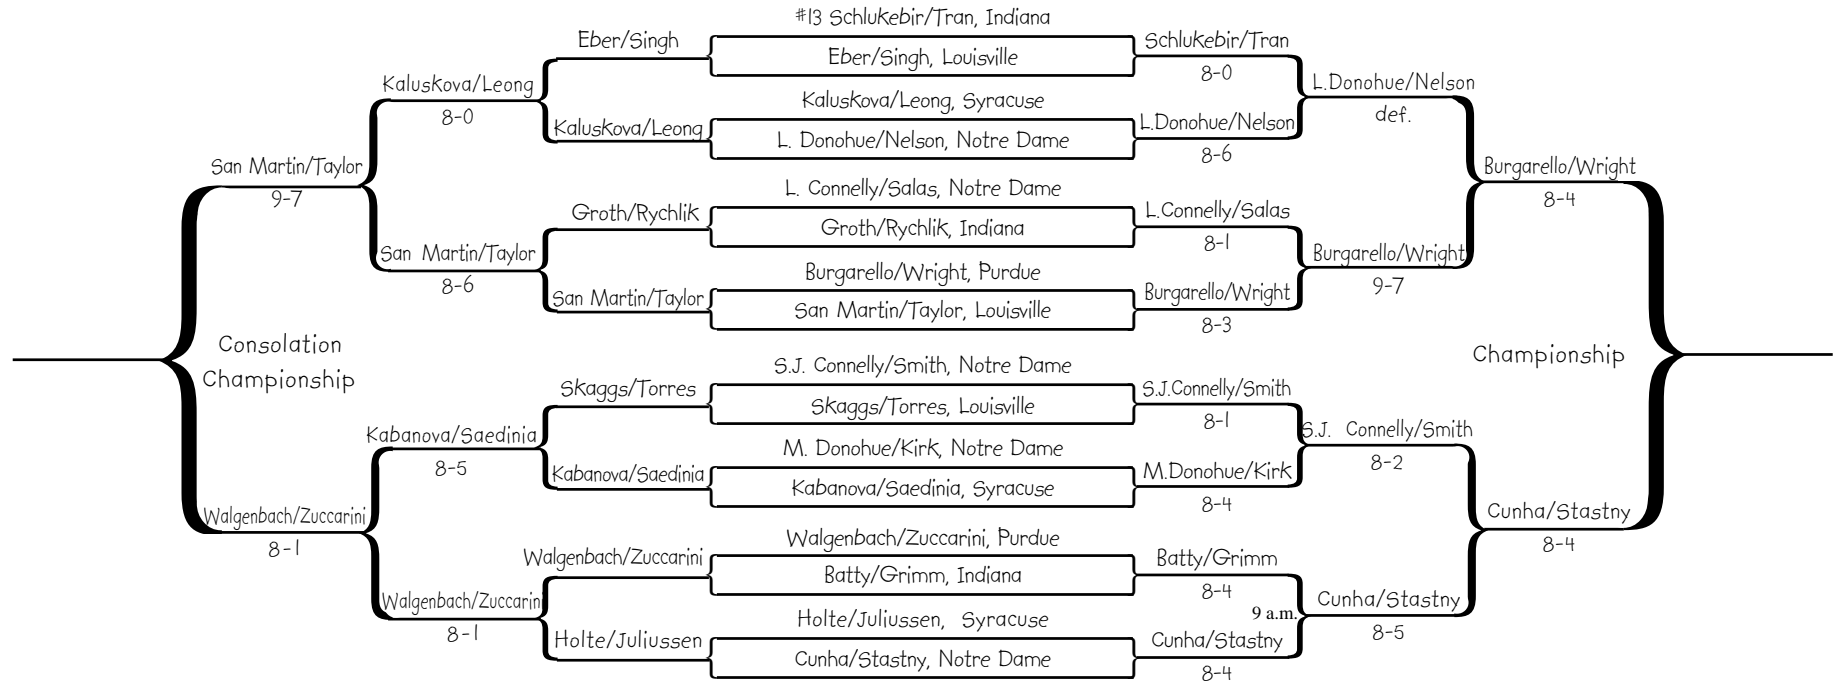 #13 Schlukebir/Tran, Indiana
Eber/Singh
Schlukebir/Tran
Eber/Singh, Louisville
8-0
Kaluskova/Leong
L.Donohue/Nelson
8-0
Kaluskova/Leong, Syracuse
def.
Kaluskova/Leong
L.Donohue/Nelson
L. Donohue/Nelson, Notre Dame
8-6
San Martin/Taylor
Burgarello/Wright
9-7
L. Connelly/Salas, Notre Dame
8-4
Groth/Rychlik
L.Connelly/Salas
Groth/Rychlik, Indiana
8-1
San Martin/Taylor
Burgarello/Wright
8-6
Burgarello/Wright, Purdue
9-7
San Martin/Taylor
Burgarello/Wright
San Martin/Taylor, Louisville
8-3
Consolation
Championship
Championship
S.J. Connelly/Smith, Notre Dame
Skaggs/Torres
S.J.Connelly/Smith
Skaggs/Torres, Louisville
8-1
Kabanova/Saedinia
S.J. Connelly/Smith
8-5
M. Donohue/Kirk, Notre Dame
8-2
Kabanova/Saedinia
M.Donohue/Kirk
Kabanova/Saedinia, Syracuse
8-4
Walgenbach/Zuccarini
Cunha/Stastny
8-1
Walgenbach/Zuccarini, Purdue
8-4
Walgenbach/Zuccarini
Batty/Grimm
Batty/Grimm, Indiana
8-4
Walgenbach/Zuccarini
9 a.m.
Cunha/Stastny
8-1
Holte/Juliussen, Syracuse
8-5
Holte/Juliussen
Cunha/Stastny
Cunha/Stastny, Notre Dame
8-4